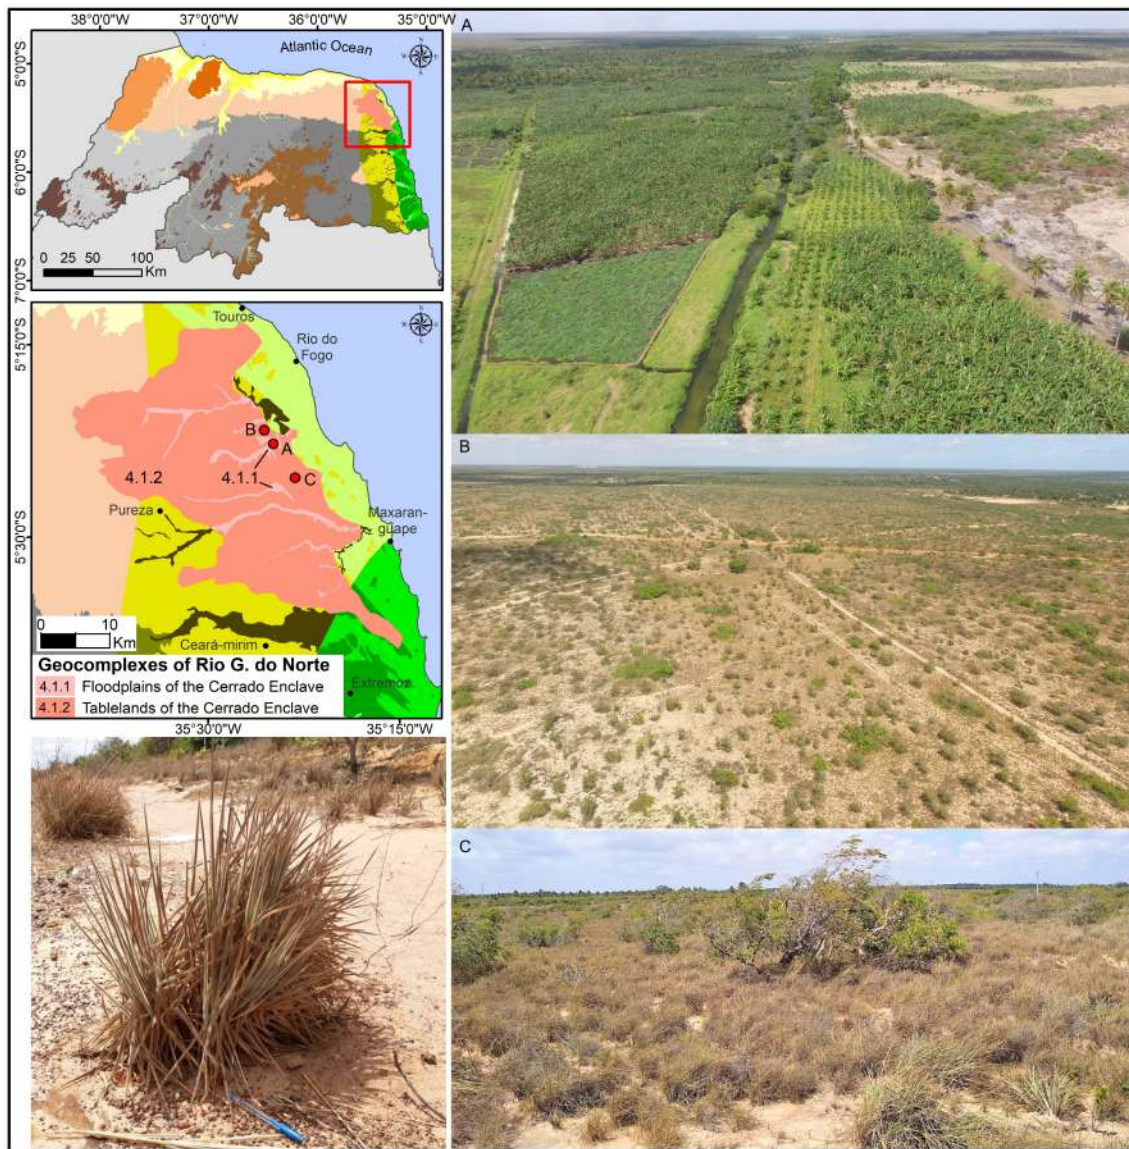 38°00'0"W 37°00'0"W 36°00'0"W 35°00'0"W
Atlantic Ocean
5°0'0"S
6°0'0"S
7°0'0"S
0 25 50 100
Km
Touros
Rio do
Fogo
5°15'0"S
B
A
4.1.2
4.1.1
C
Pureza
Maxaran-
guape
5°30'0"S
0 10
Km
Ceará-mirim
Geocomplexes of Rio G. do Norte
4.1.1 Floodplains of the Cerrado Enclave
4.1.2 Tablelands of the Cerrado Enclave
Extremoz
35°30'0"W 35°15'0"W
A
B
C